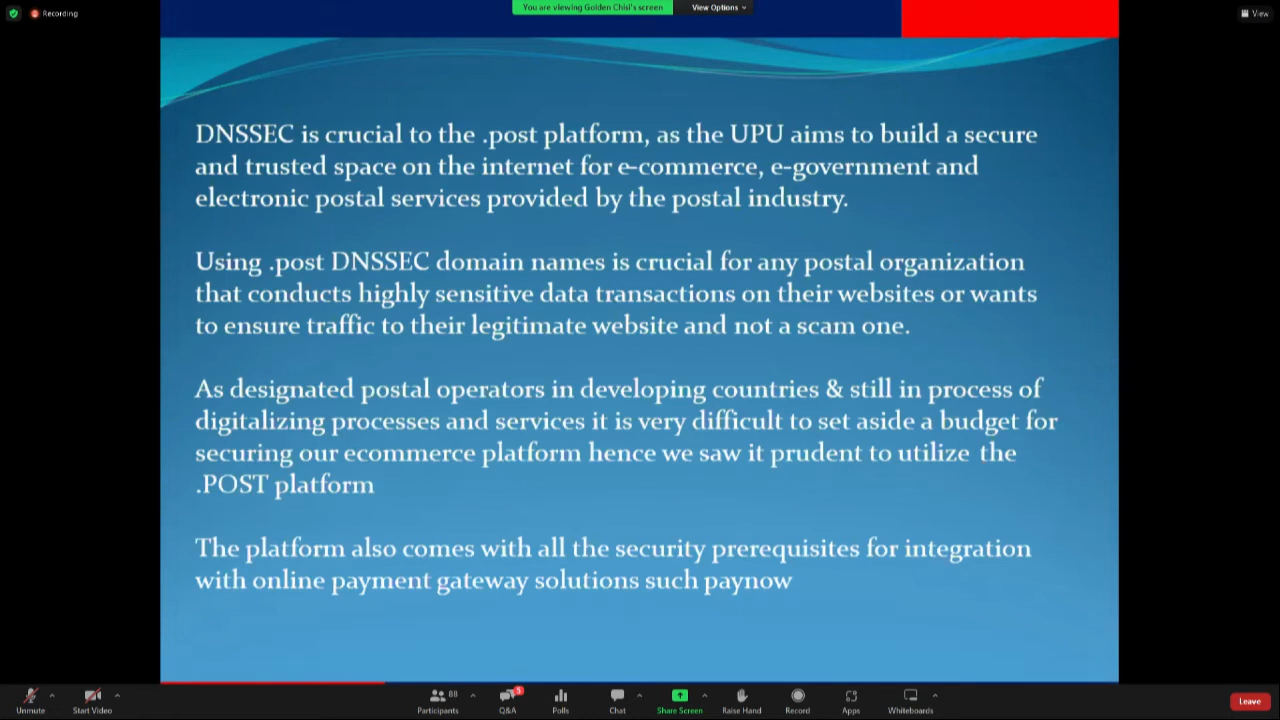 Recording
You are viewing Golden Chisi's screen
View Options
View
DNSSEC is crucial to the .post platform, as the UPU aims to build a secure
and trusted space on the internet for e-commerce, e-government and
electronic postal services provided by the postal industry.
Using .post DNSSEC domain names is crucial for any postal organization
that conducts highly sensitive data transactions on their websites or wants
to ensure traffic to their legitimate website and not a scam one.
As designated postal operators in developing countries & still in process of
digitalizing processes and services it is very difficult to set aside a budget for
securing our ecommerce platform hence we saw it prudent to utilize the
.POST platform
The platform also comes with all the security prerequisites for integration
with online payment gateway solutions such paynow
Unmute
Start Video
88
Participants
5
Q&A
Polls
Chat
Share Screen
Raise Hand
Record
Apps
Whiteboards
Leave